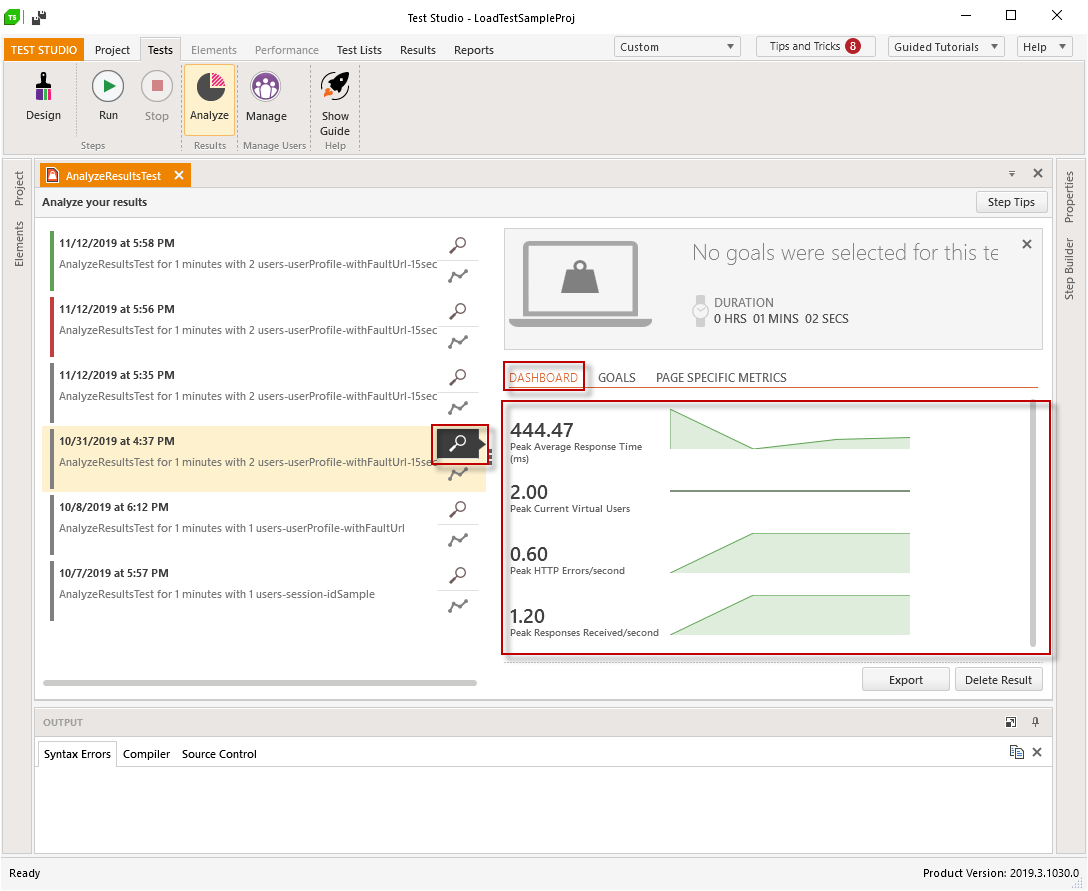 TS
Test Studio - LoadTestSampleProj
TEST STUDIO Project Tests Elements Performance Test Lists Results Reports
Custom Tips and Tricks 8 Guided Tutorials Help
Design Run Stop Analyze Manage Show Guide
Steps Results Manage Users Help
Project
Elements
AnalyzeResultsTest
Analyze your results
Step Tips
11/12/2019 at 5:58 PM
AnalyzeResultsTest for 1 minutes with 2 users-userProfile-withFaultUrl-15sec
11/12/2019 at 5:56 PM
AnalyzeResultsTest for 1 minutes with 2 users-userProfile-withFaultUrl-15sec
11/12/2019 at 5:35 PM
AnalyzeResultsTest for 1 minutes with 2 users-userProfile-withFaultUrl-15sec
10/31/2019 at 4:37 PM
AnalyzeResultsTest for 1 minutes with 2 users-userProfile-withFaultUrl-15sec
10/8/2019 at 6:12 PM
AnalyzeResultsTest for 1 minutes with 1 users-userProfile-withFaultUrl
10/7/2019 at 5:57 PM
AnalyzeResultsTest for 1 minutes with 1 users-session-idSample
No goals were selected for this te
DURATION
0 HRS 01 MINS 02 SECS
DASHBOARD GOALS PAGE SPECIFIC METRICS
444.47
Peak Average Response Time
(ms)
2.00
Peak Current Virtual Users
0.60
Peak HTTP Errors/second
1.20
Peak Responses Received/second
Export Delete Result
Properties
Step Builder
OUTPUT
Syntax Errors Compiler Source Control
Ready
Product Version: 2019.3.1030.0